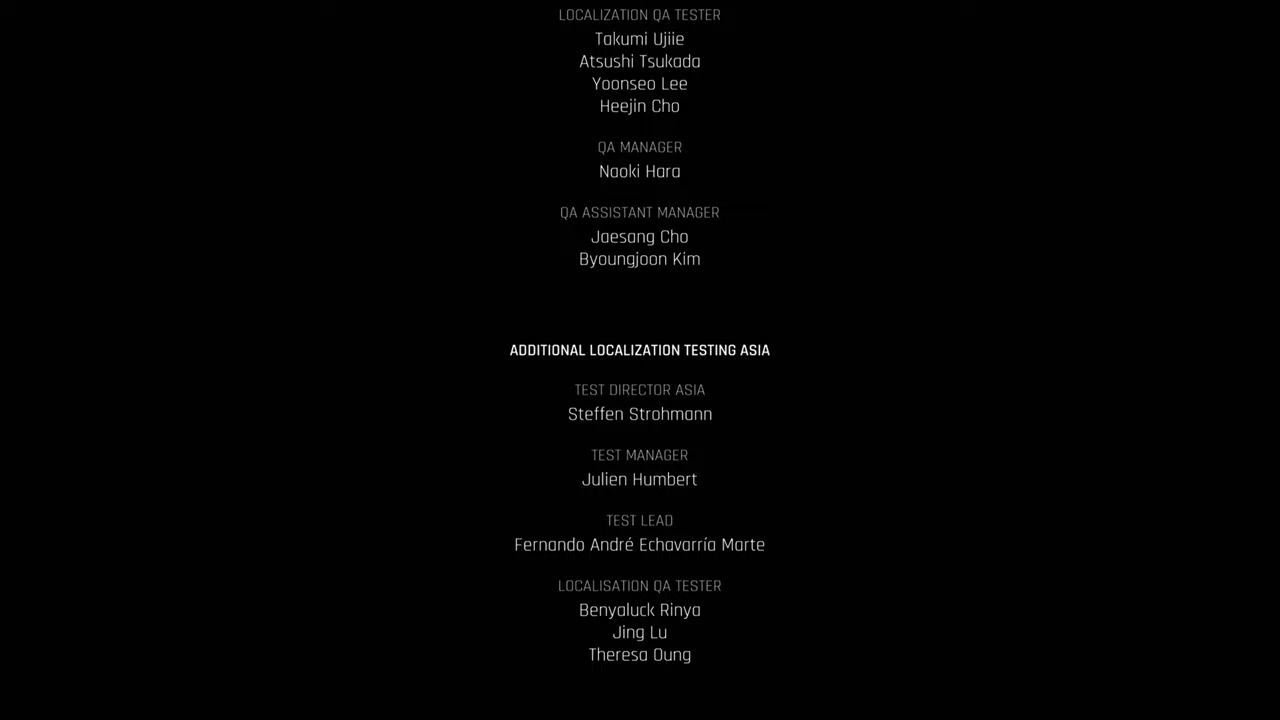 LOCALIZATION QA TESTER
Takumi Ujiie
Atsushi Tsukada
Yoonseo Lee
Heejin Cho
QA MANAGER
Naoki Hara
QA ASSISTANT MANAGER
Jaesang Cho
Byoungjoon Kim
ADDITIONAL LOCALIZATION TESTING ASIA
TEST DIRECTOR ASIA
Steffen Strohmann
TEST MANAGER
Julien Humbert
TEST LEAD
Fernando André Echavarría Marte
LOCALISATION QA TESTER
Benyaluck Rinya
Jing Lu
Theresa Oung